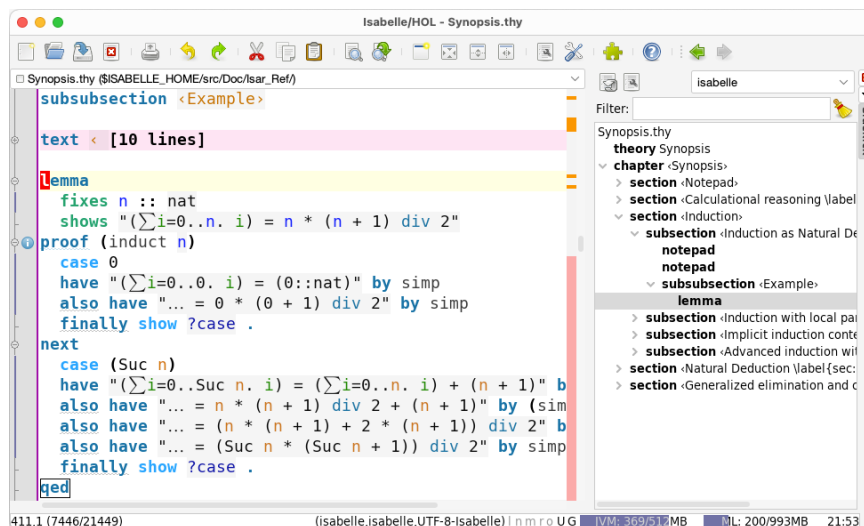 Isabelle/HOL - Synopsis.thy
Synopsis.thy ($ISABELLE_HOME/src/Doc/Isar_Ref/)
subsubsection ‹Example›
text ‹ [10 lines]
lemma
fixes n :: nat
shows "(∑i=0..n. i) = n * (n + 1) div 2"
proof (induct n)
case 0
have "(∑i=0..0. i) = (0::nat)" by simp
also have "… = 0 * (0 + 1) div 2" by simp
finally show ?case .
next
case (Suc n)
have "(∑i=0..Suc n. i) = (∑i=0..n. i) + (n + 1)" b
also have "… = n * (n + 1) div 2 + (n + 1)" by (sim
also have "… = (n * (n + 1) + 2 * (n + 1)) div 2" b
also have "… = (Suc n * (Suc n + 1)) div 2" by simp
finally show ?case .
qed
isabelle
Filter:
Synopsis.thy
theory Synopsis
chapter ‹Synopsis›
section ‹Notepad›
section ‹Calculational reasoning \label
section ‹Induction›
subsection ‹Induction as Natural De
notepad
notepad
subsubsection ‹Example›
lemma
subsection ‹Induction with local par
subsection ‹Implicit induction conte
subsection ‹Advanced induction wit
section ‹Natural Deduction \label{sec:
section ‹Generalized elimination and c
411.1 (7446/21449) (isabelle,isabelle,UTF-8-Isabelle) | n m r o U G JVM: 369/512MB ML: 200/993MB 21:53